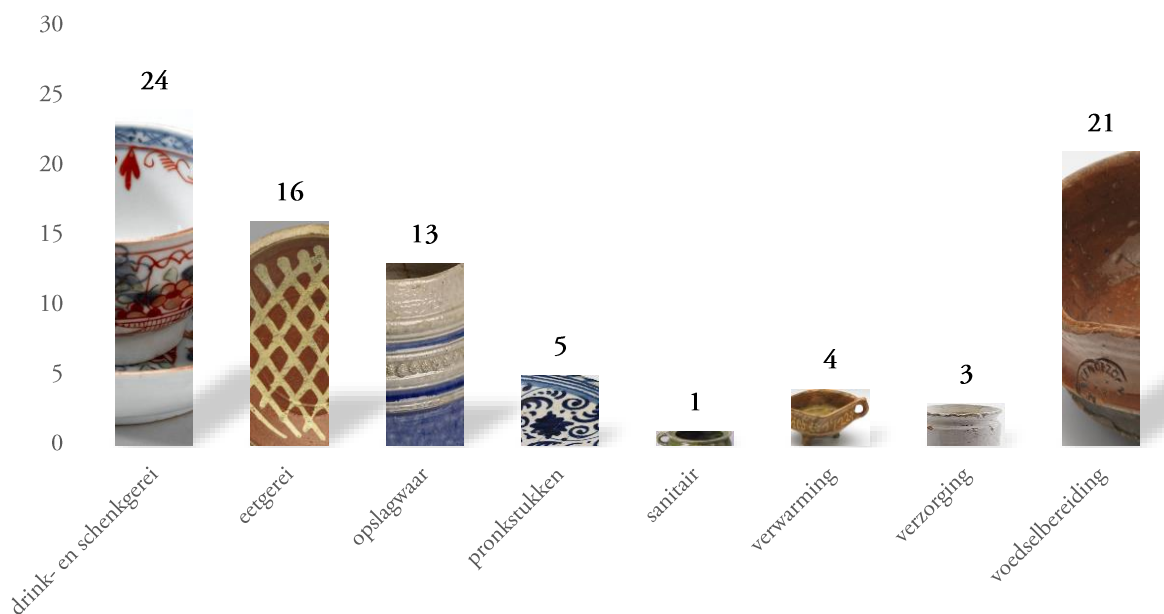 30
25
20
15
10
5
0
24
16
13
5
1
4
3
21
drink- en schenkgerei
eetgerei
opslagwaar
pronkstukken
sanitair
verwarming
verzorging
voedselbereiding